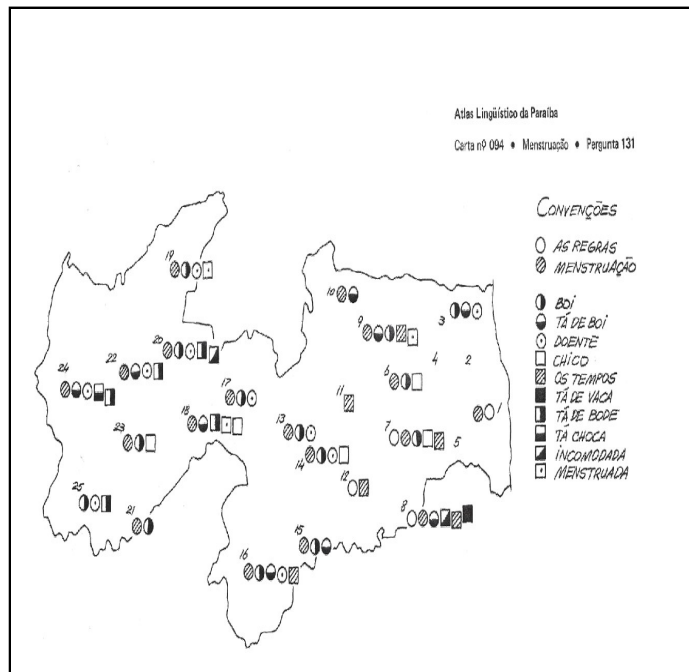 Atlas Lingüístico da Paraíba
Carta nº 094 • Menstruação • Pergunta 131
CONVENÇÕES
AS REGRAS
MENSTRUAÇÃO
BOI
TÁ DE BOI
DOENTE
CHICO
OS TEMPOS
TÁ DE VACA
TÁ DE BODE
TÁ CHOCA
INCOMODADA
MENSTRUADA
19
10
3
9
20
4
2
22
24
6
17
11
1
18
13
7
5
23
14
12
25
21
8
15
16